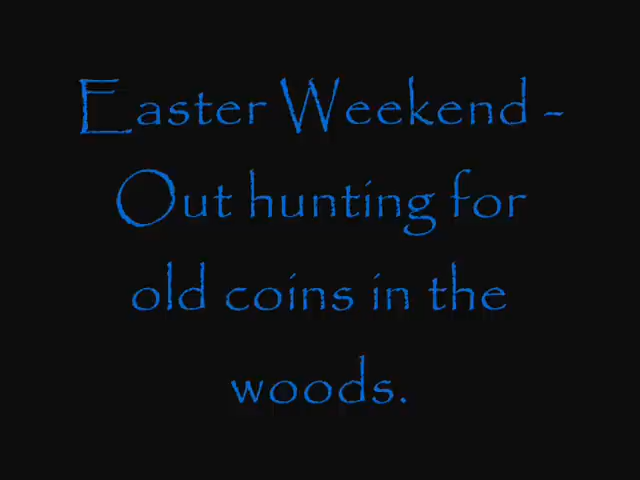 Easter Weekend -
Out hunting for
old coins in the
woods.